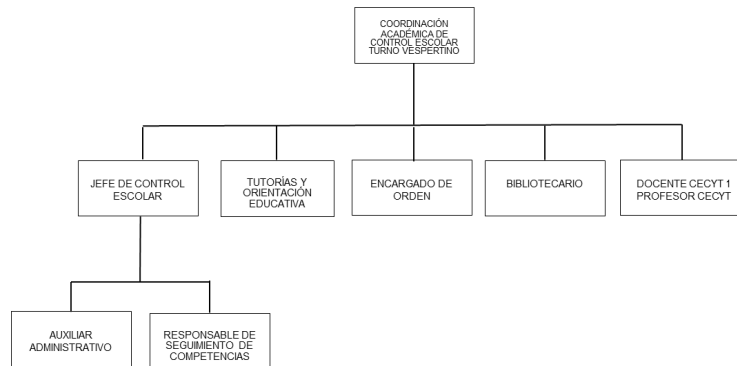 COORDINACIÓN
ACADÉMICA DE
CONTROL ESCOLAR
TURNO VESPERTINO
JEFE DE CONTROL
ESCOLAR
TUTORÍAS Y
ORIENTACIÓN
EDUCATIVA
ENCARGADO DE
ORDEN
BIBLIOTECARIO
DOCENTE CECYT 1
PROFESOR CECYT
AUXILIAR
ADMINISTRATIVO
RESPONSABLE DE
SEGUIMIENTO DE
COMPETENCIAS